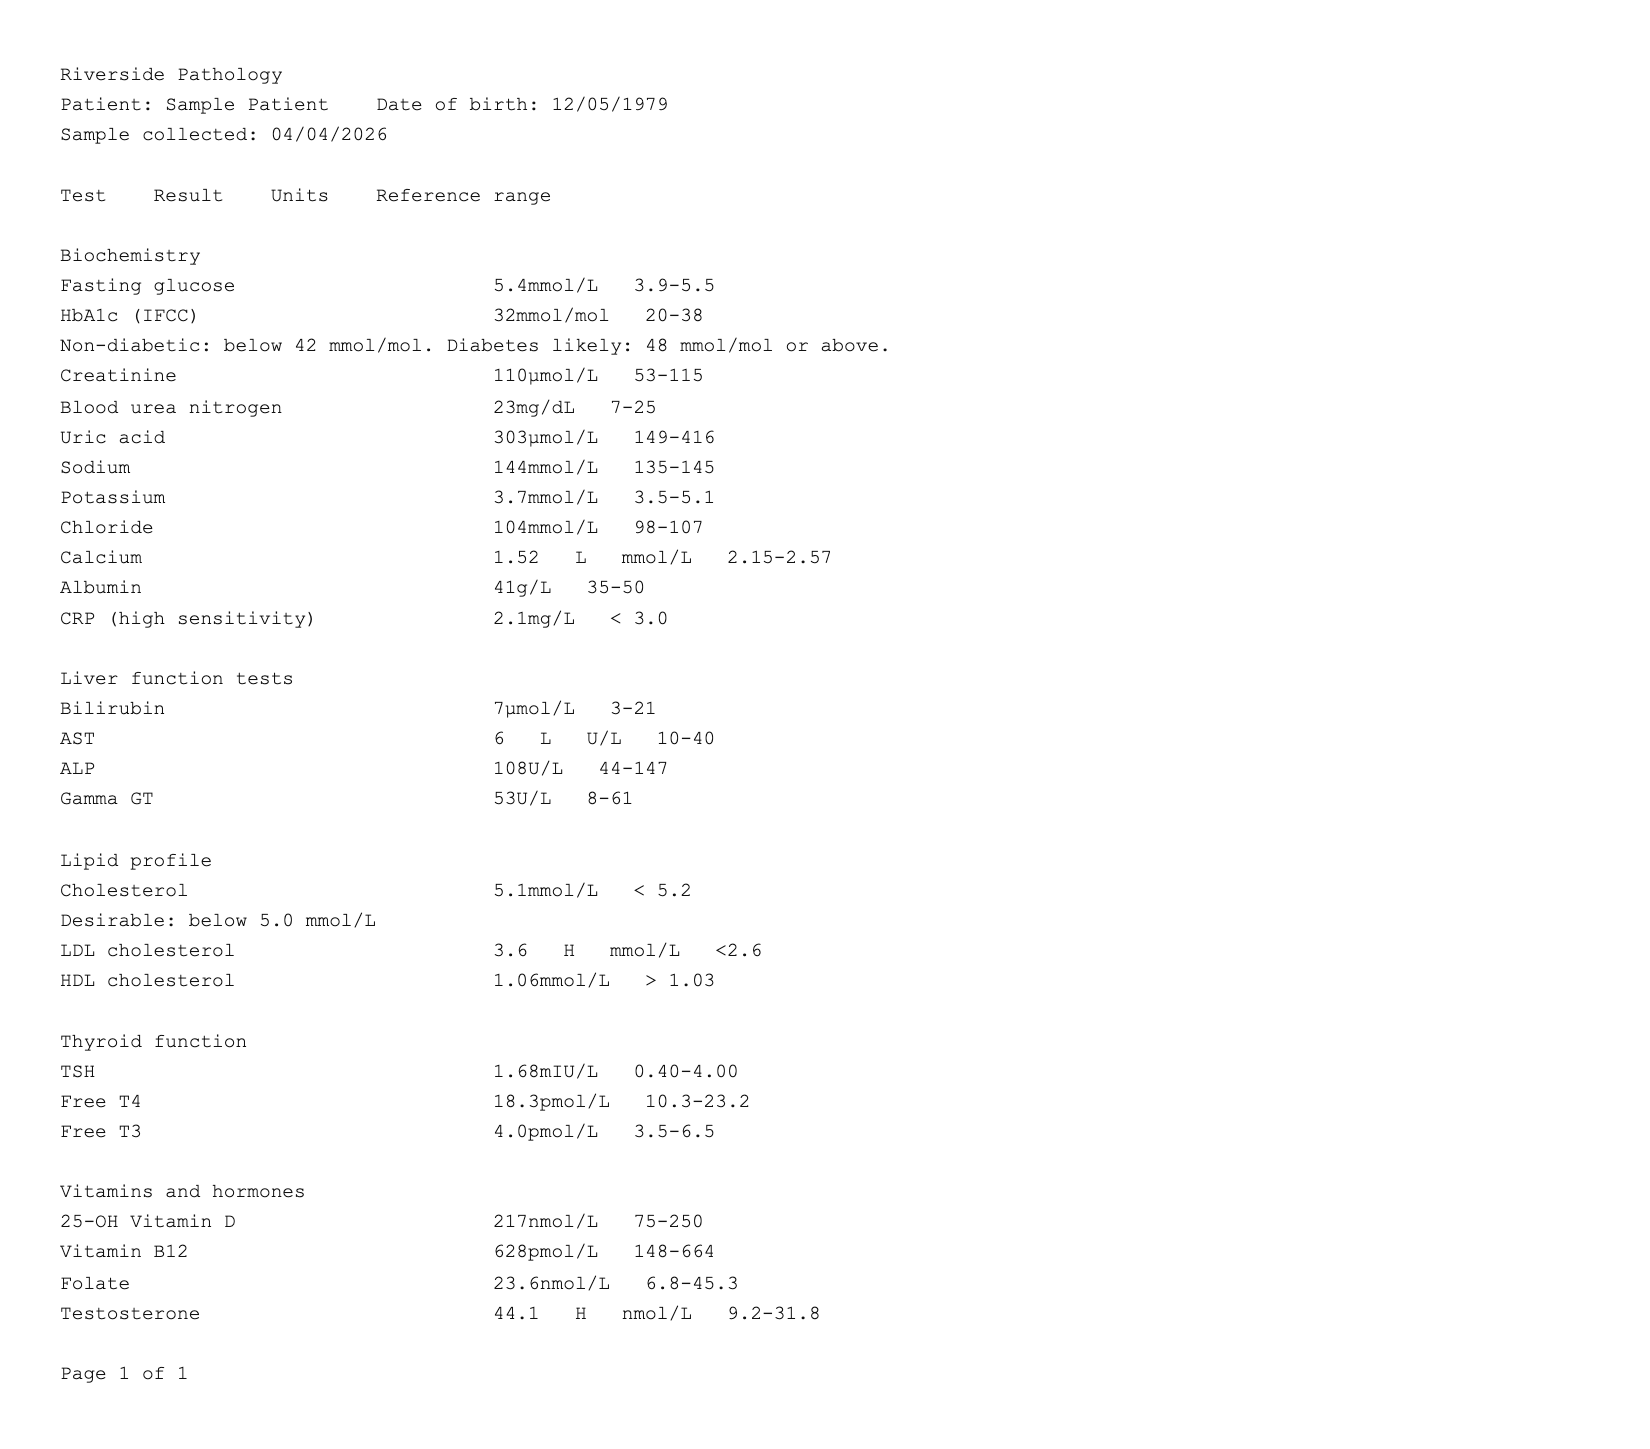 Riverside Pathology
Patient: Sample Patient    Date of birth: 12/05/1979
Sample collected: 04/04/2026

Test    Result    Units    Reference range

Biochemistry
Fasting glucose                      5.4mmol/L   3.9-5.5
HbA1c (IFCC)                         32mmol/mol   20-38
Non-diabetic: below 42 mmol/mol. Diabetes likely: 48 mmol/mol or above.
Creatinine                           110µmol/L   53-115
Blood urea nitrogen                  23mg/dL   7-25
Uric acid                            303µmol/L   149-416
Sodium                               144mmol/L   135-145
Potassium                            3.7mmol/L   3.5-5.1
Chloride                             104mmol/L   98-107
Calcium                              1.52   L   mmol/L   2.15-2.57
Albumin                              41g/L   35-50
CRP (high sensitivity)               2.1mg/L   < 3.0

Liver function tests
Bilirubin                            7µmol/L   3-21
AST                                  6   L   U/L   10-40
ALP                                  108U/L   44-147
Gamma GT                             53U/L   8-61

Lipid profile
Cholesterol                          5.1mmol/L   < 5.2
Desirable: below 5.0 mmol/L
LDL cholesterol                      3.6   H   mmol/L   <2.6
HDL cholesterol                      1.06mmol/L   > 1.03

Thyroid function
TSH                                  1.68mIU/L   0.40-4.00
Free T4                              18.3pmol/L   10.3-23.2
Free T3                              4.0pmol/L   3.5-6.5

Vitamins and hormones
25-OH Vitamin D                      217nmol/L   75-250
Vitamin B12                          628pmol/L   148-664
Folate                               23.6nmol/L   6.8-45.3
Testosterone                         44.1   H   nmol/L   9.2-31.8

Page 1 of 1